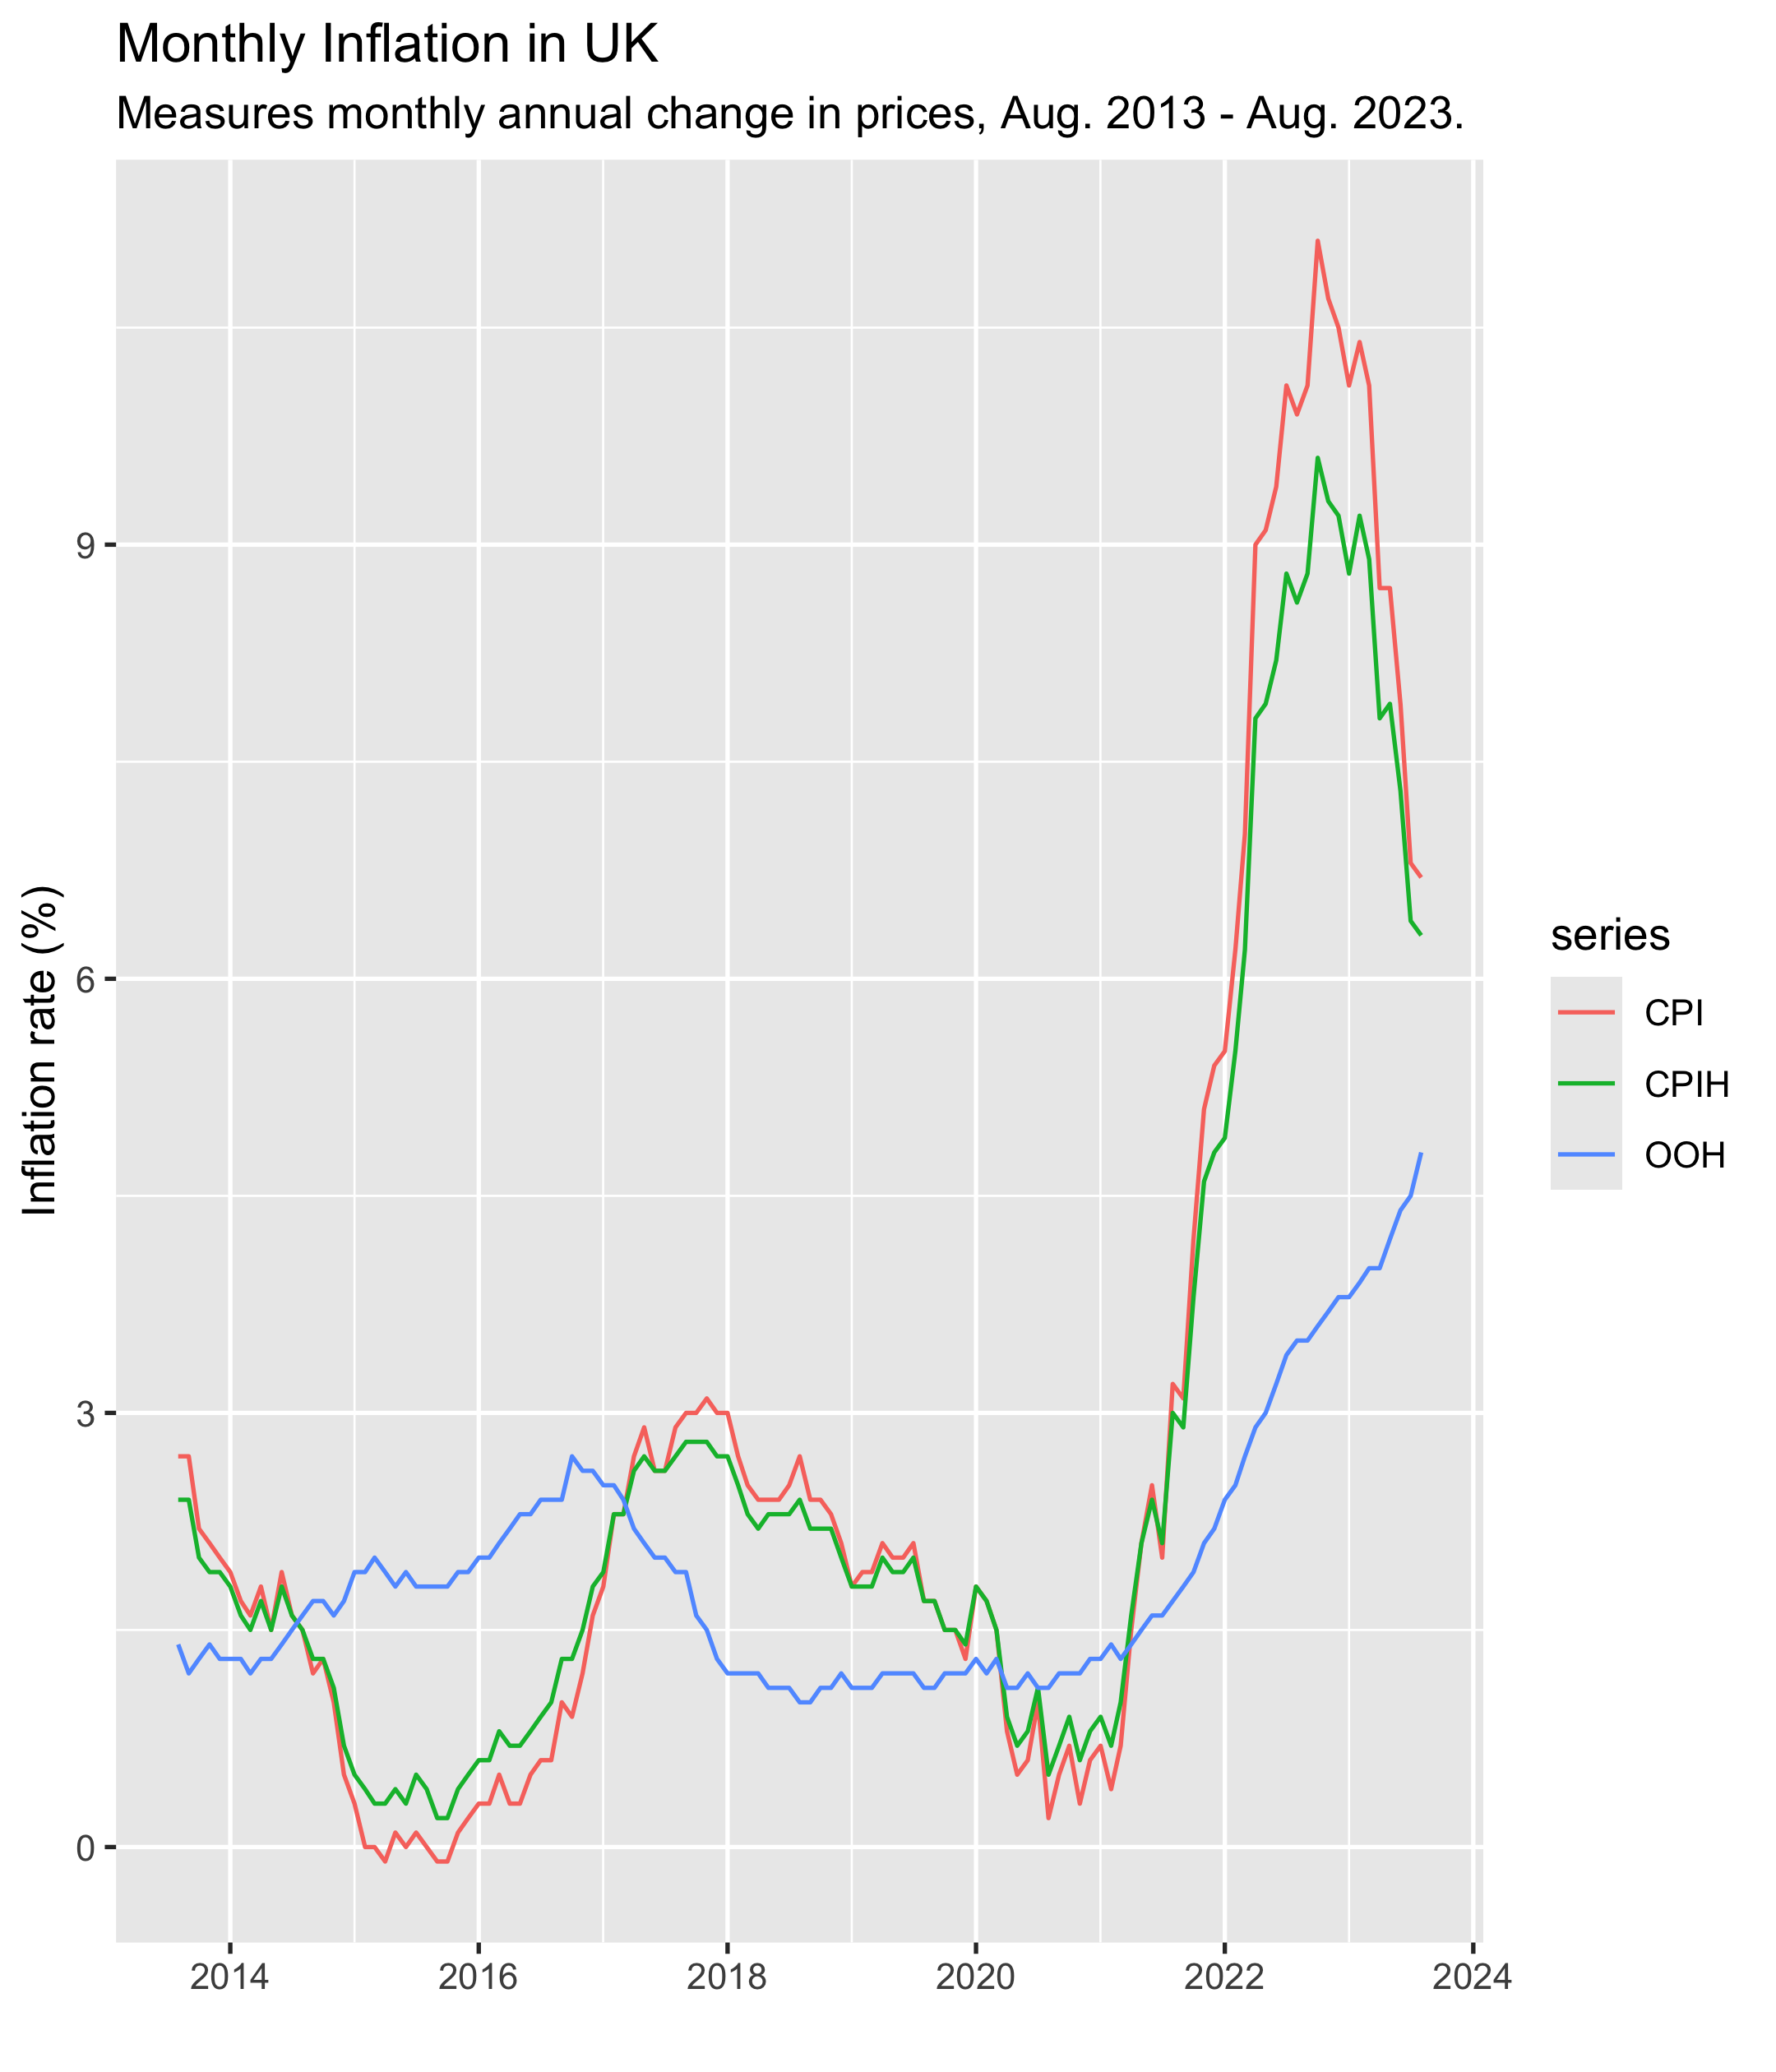 Monthly Inflation in UK
Measures monthly annual change in prices, Aug. 2013 - Aug. 2023.
Inflation rate (%)
9
6
3
0
2014
2016
2018
2020
2022
2024
series
CPI
CPIH
OOH